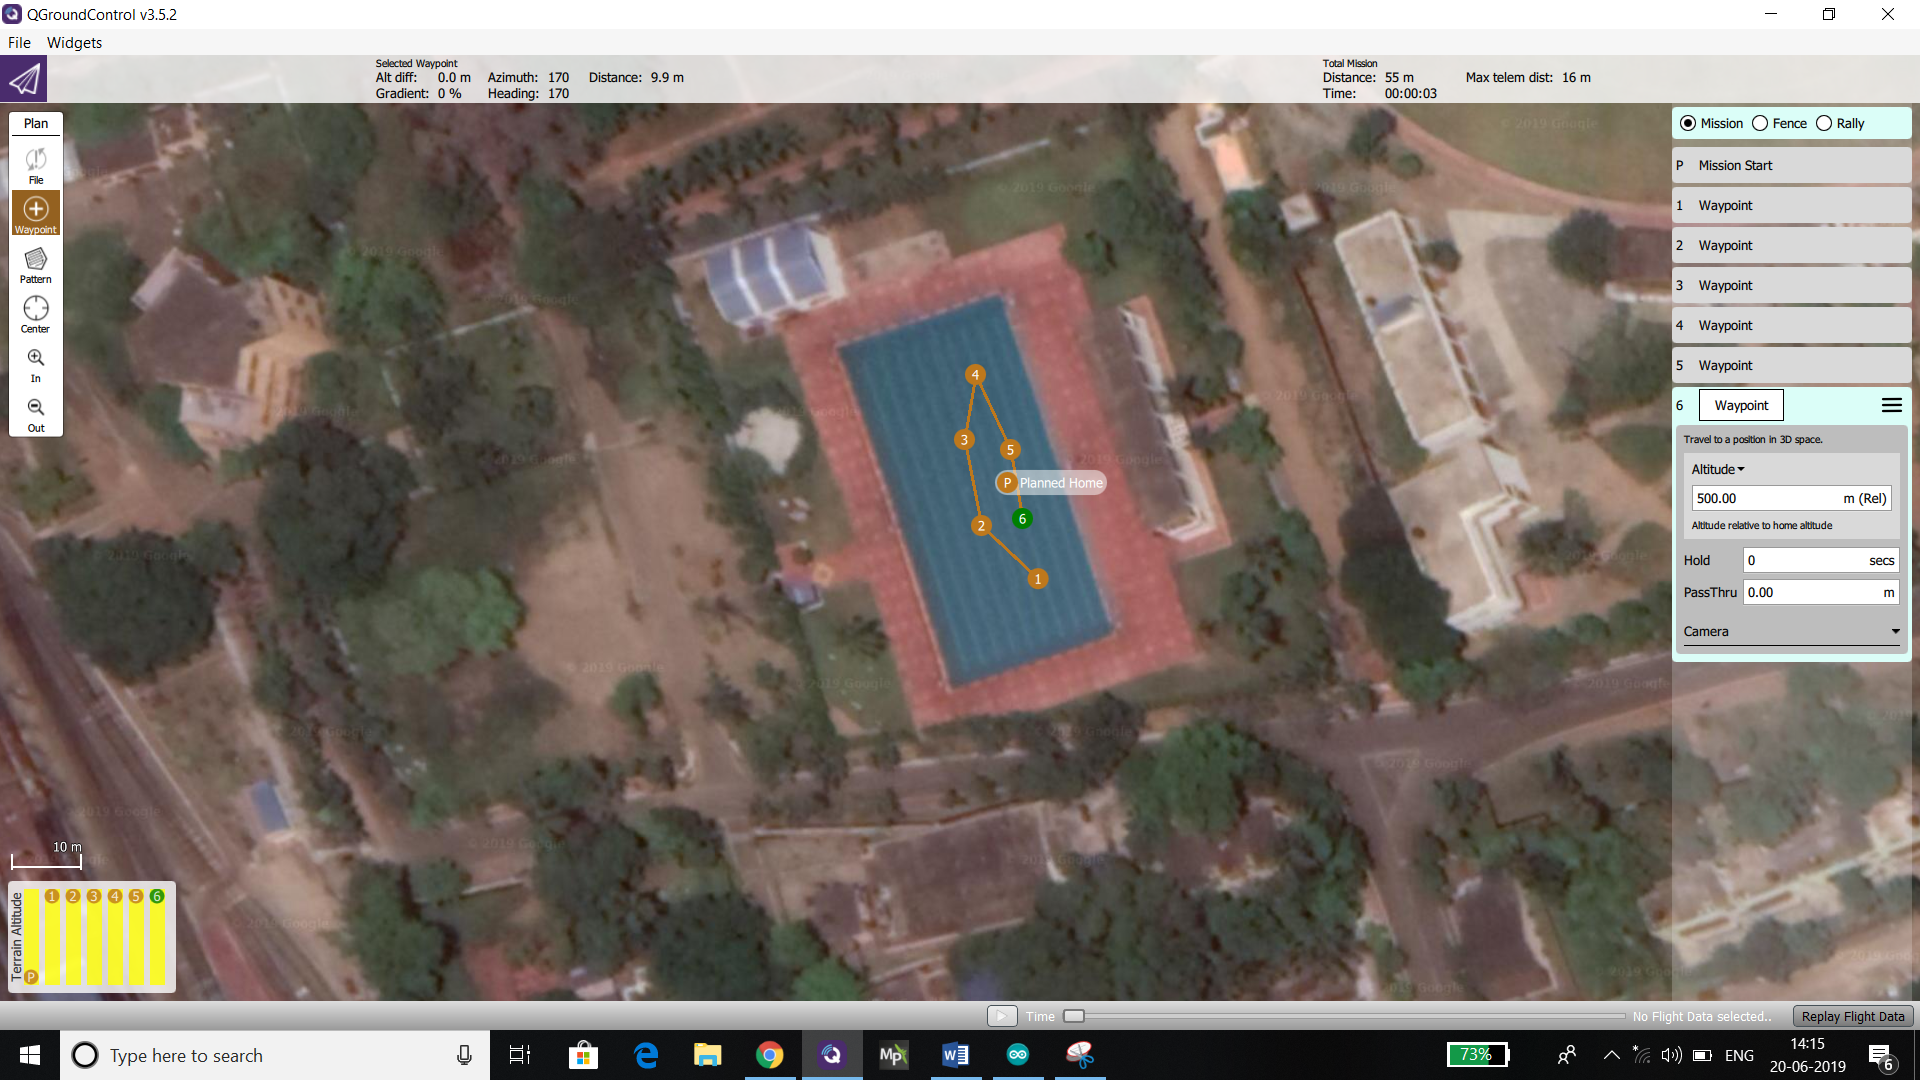 QGroundControl v3.5.2
File Widgets
Selected Waypoint
Alt diff: 0.0 m Azimuth: 170 Distance: 9.9 m
Gradient: 0 % Heading: 170
Total Mission
Distance: 55 m Max telem dist: 16 m
Time: 00:00:03
Plan
File
Waypoint
Pattern
Center
In
Out
Mission Fence Rally
P Mission Start
1 Waypoint
2 Waypoint
3 Waypoint
4 Waypoint
5 Waypoint
6 Waypoint
Travel to a position in 3D space.
Altitude
500.00 m (Rel)
Altitude relative to home altitude
Hold 0 secs
PassThru 0.00 m
Camera
4
3
5
P Planned Home
2
6
1
10 m
Terrain Altitude
1 2 3 4 5 6
P
© 2019 Google
Time No Flight Data selected.. Replay Flight Data
Type here to search
Mp
W
73%
ENG
14:15
20-06-2019
6